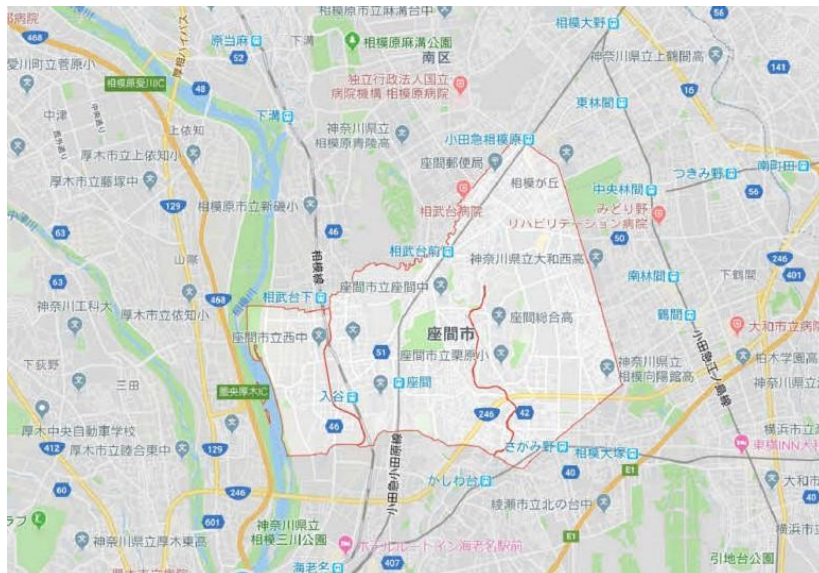 468
原当麻
下溝
相模原麻溝公園
相模大野
神奈川県立上鶴間高
愛川町立菅原小
52
南区
141
相模原愛川IC
48
独立行政法人国立
病院機構 相模原病院
16
中津
下溝
東林間
上依知
神奈川県立
相模原青陵高
小田急相模原
座間郵便局
つきみ野
南町田
厚木市立上依知小
厚木市立藤塚中
相模が丘
中央林間
51
129
相模原市立新磯小
相武台病院
みどり野
リハビリテーション病院
63
46
50
山際
相模線
相武台前
神奈川県立大和西高
246
401
63
468
相武台下
座間市立座間中
南林間
下鶴間
神奈川工科大
厚木市立依知小
座間市立西中
座間市
座間総合高
鶴間
大和市立病院
下荻野
51
座間市立栗原小
神奈川県立
相模向陽館高
柏木学園高
三田
圏央厚木IC
入谷
座間
小田急江ノ島線
厚木中央自動車学校
46
246
42
412
厚木市立睦合東中
129
さがみ野
相模大塚
東横INN大和
小田急小田原線
かしわ台
40
E1
60
246
綾瀬市立北の台中
40
601
神奈川県立
相模三川公園
E1
神奈川県立厚木東高
ホテルルートイン海老名駅前
引地台公園
海老名
407